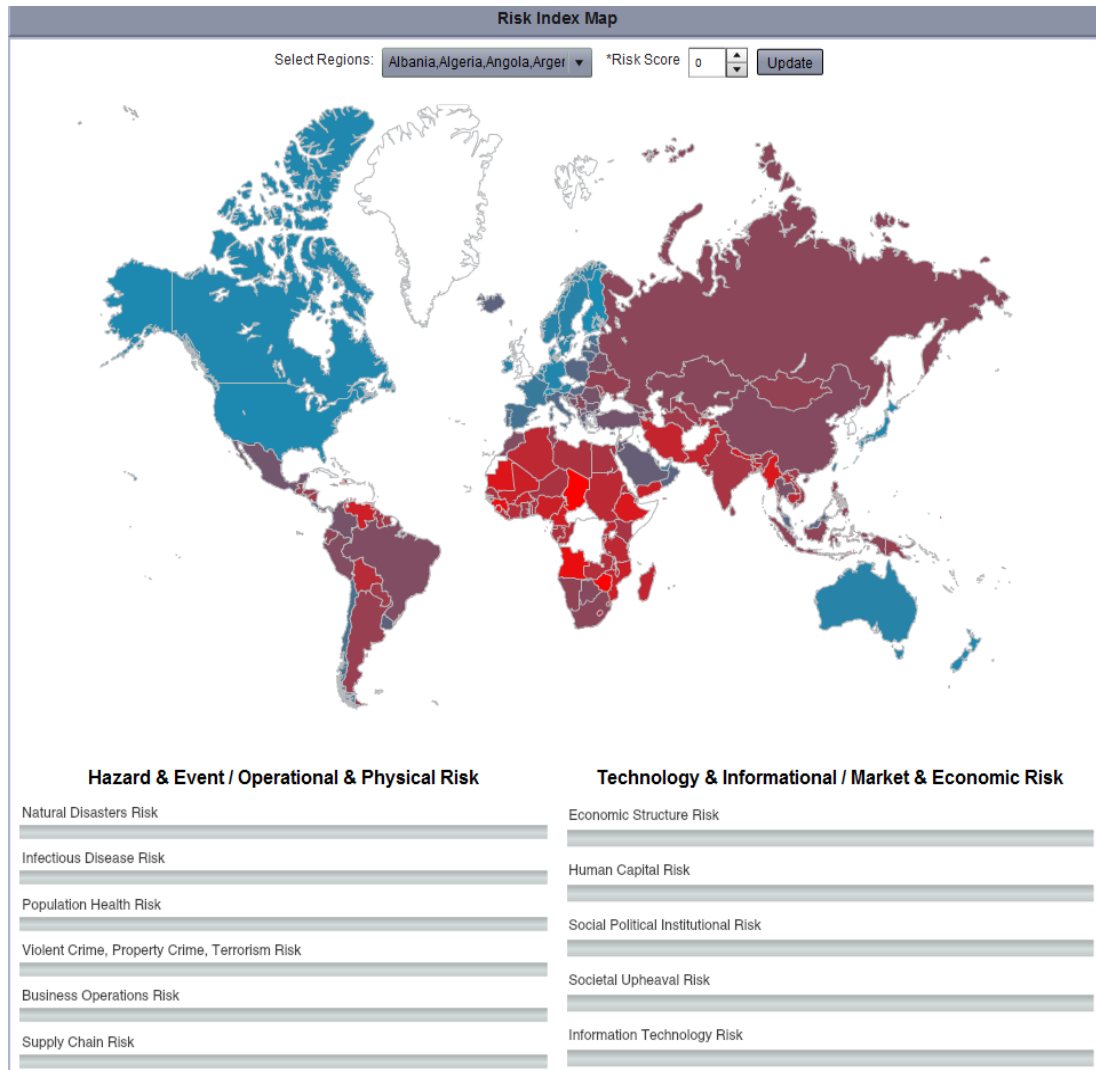 Risk Index Map
Select Regions: Albania,Algeria,Angola,Arger *Risk Score 0 Update
Hazard & Event / Operational & Physical Risk
Natural Disasters Risk
Infectious Disease Risk
Population Health Risk
Violent Crime, Property Crime, Terrorism Risk
Business Operations Risk
Supply Chain Risk
Technology & Informational / Market & Economic Risk
Economic Structure Risk
Human Capital Risk
Social Political Institutional Risk
Societal Upheaval Risk
Information Technology Risk